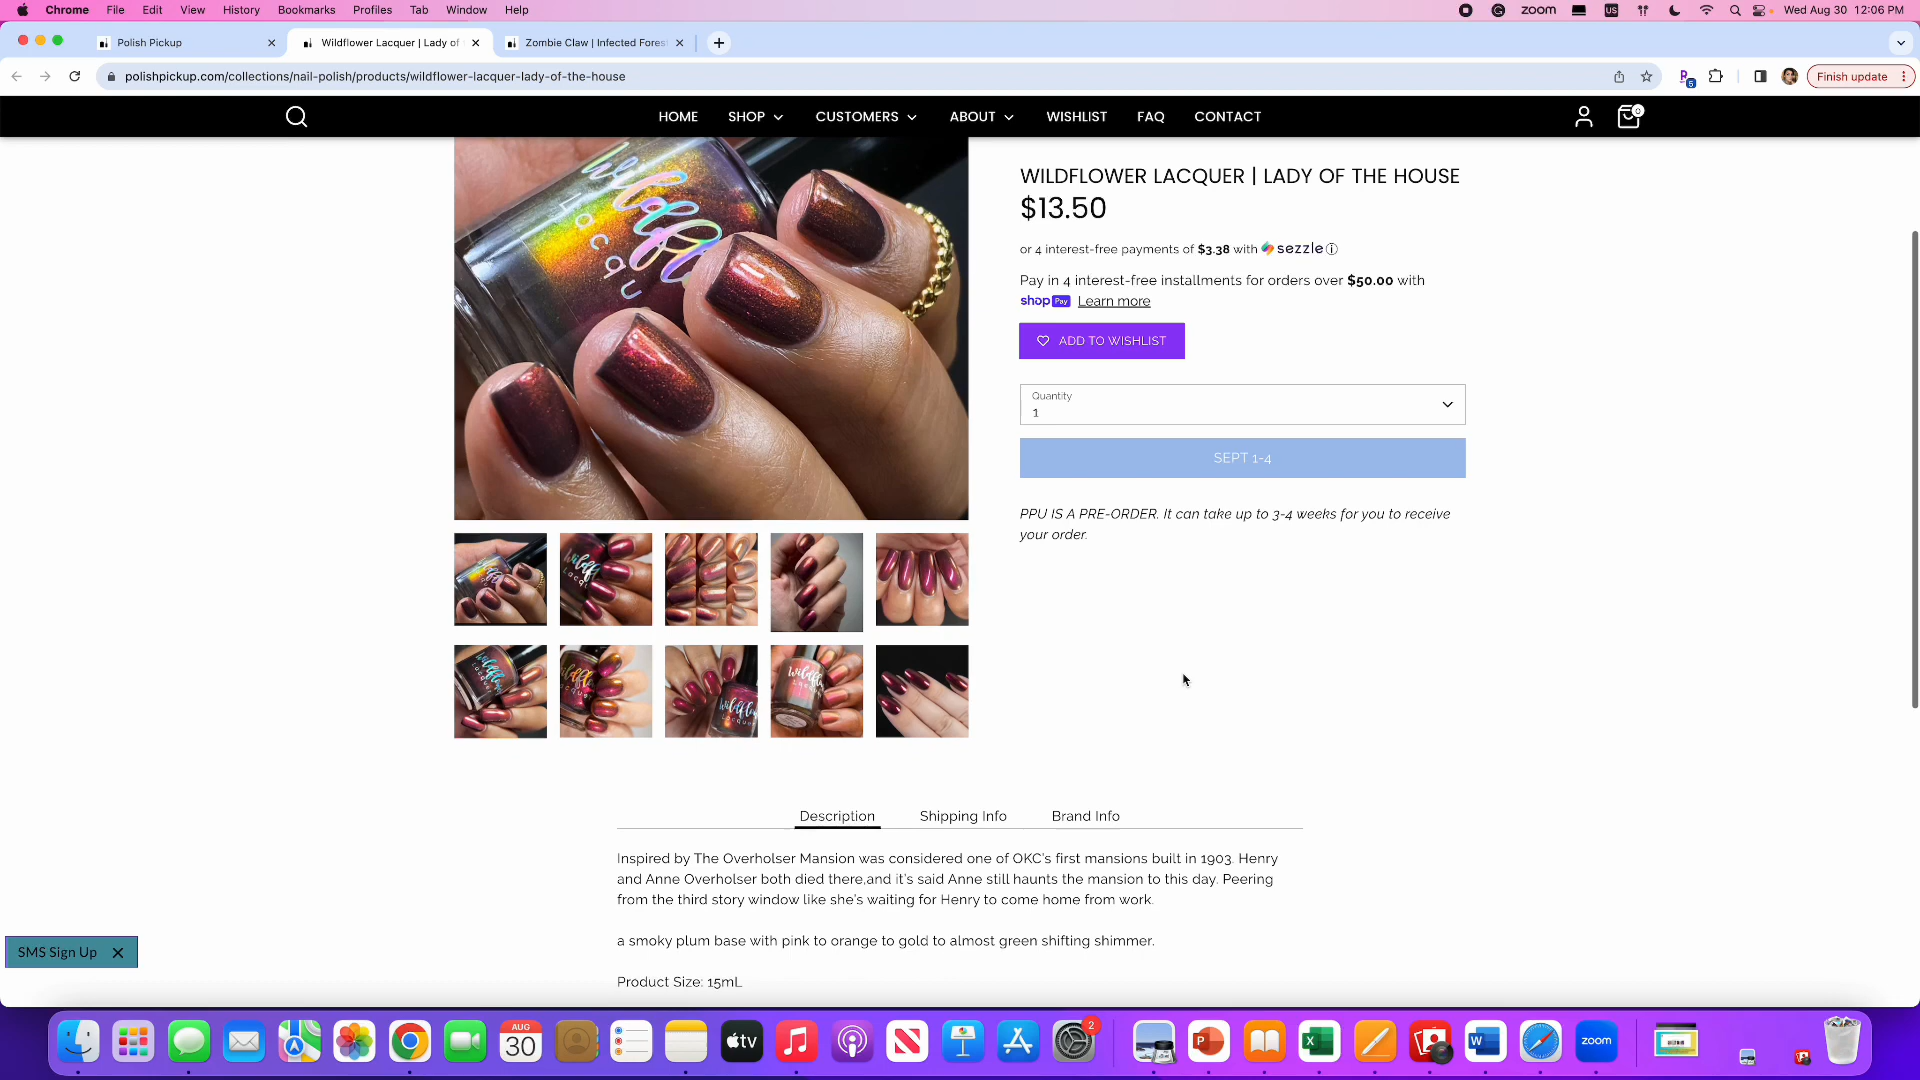 Chrome File Edit View History Bookmarks Profiles Tab Window Help
zoom US Wed Aug 30 12:06 PM
Polish Pickup
Wildflower Lacquer | Lady of
Zombie Claw | Infected Fores
polishpickup.com/collections/nail-polish/products/wildflower-lacquer-lady-of-the-house
5
Finish update
HOME SHOP CUSTOMERS ABOUT WISHLIST FAQ CONTACT
0
WILDFLOWER LACQUER | LADY OF THE HOUSE
$13.50
or 4 interest-free payments of $3.38 with sezzle
Pay in 4 interest-free installments for orders over $50.00 with
shop Pay Learn more
ADD TO WISHLIST
Quantity
1
SEPT 1-4
PPU IS A PRE-ORDER. It can take up to 3-4 weeks for you to receive
your order.
Description Shipping Info Brand Info
Inspired by The Overholser Mansion was considered one of OKC's first mansions built in 1903. Henry
and Anne Overholser both died there,and it's said Anne still haunts the mansion to this day. Peering
from the third story window like she's waiting for Henry to come home from work.
a smoky plum base with pink to orange to gold to almost green shifting shimmer.
Product Size: 15mL
SMS Sign Up
AUG
30
tv
2
zoom